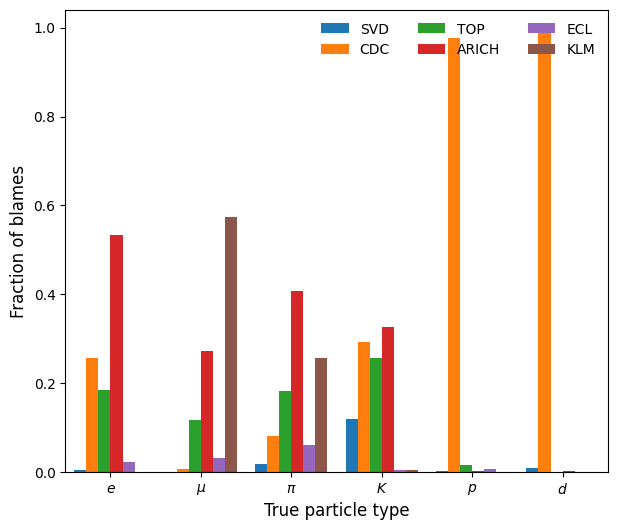 SVD TOP ECL
CDC ARICH KLM
1.0
0.8
0.6
0.4
0.2
0.0
Fraction of blames
e μ π K p d
True particle type